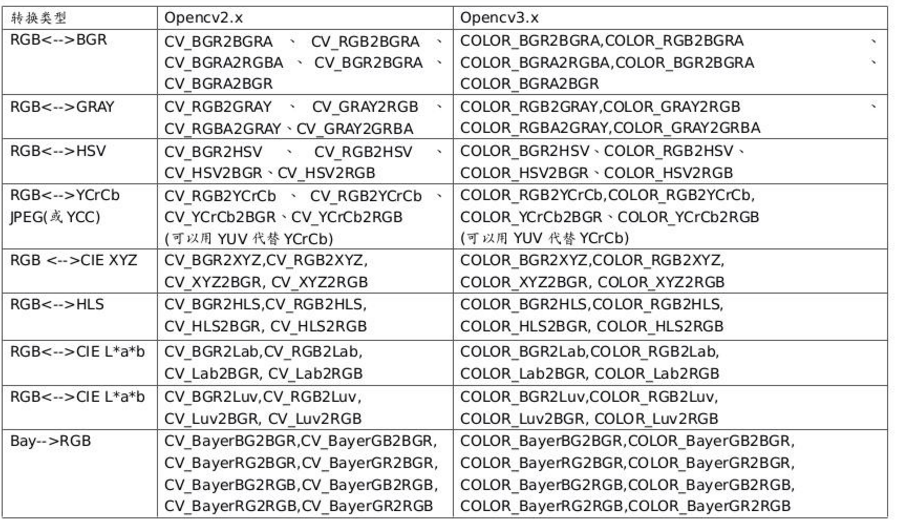 转换类型 Opencv2.x Opencv3.x
RGB<-->BGR CV_BGR2BGRA 、 CV_RGB2BGRA 、 COLOR_BGR2BGRA,COLOR_RGB2BGRA 、
CV_BGRA2RGBA 、 CV_BGR2BGRA 、 COLOR_BGRA2RGBA,COLOR_BGR2BGRA 、
CV_BGRA2BGR COLOR_BGRA2BGR
RGB<-->GRAY CV_RGB2GRAY 、 CV_GRAY2RGB 、 COLOR_RGB2GRAY,COLOR_GRAY2RGB 、
CV_RGBA2GRAY、CV_GRAY2GRBA COLOR_RGBA2GRAY,COLOR_GRAY2GRBA
RGB<-->HSV CV_BGR2HSV 、 CV_RGB2HSV 、 COLOR_BGR2HSV、COLOR_RGB2HSV、
CV_HSV2BGR、CV_HSV2RGB COLOR_HSV2BGR、COLOR_HSV2RGB
RGB<-->YCrCb CV_RGB2YCrCb 、 CV_RGB2YCrCb 、 COLOR_RGB2YCrCb,COLOR_RGB2YCrCb,
JPEG(或 YCC) CV_YCrCb2BGR、CV_YCrCb2RGB COLOR_YCrCb2BGR、COLOR_YCrCb2RGB
(可以用 YUV 代替 YCrCb) (可以用 YUV 代替 YCrCb)
RGB <-->CIE XYZ CV_BGR2XYZ,CV_RGB2XYZ, COLOR_BGR2XYZ,COLOR_RGB2XYZ,
CV_XYZ2BGR, CV_XYZ2RGB COLOR_XYZ2BGR, COLOR_XYZ2RGB
RGB<-->HLS CV_BGR2HLS,CV_RGB2HLS, COLOR_BGR2HLS,COLOR_RGB2HLS,
CV_HLS2BGR, CV_HLS2RGB COLOR_HLS2BGR, COLOR_HLS2RGB
RGB<-->CIE L*a*b CV_BGR2Lab,CV_RGB2Lab, COLOR_BGR2Lab,COLOR_RGB2Lab,
CV_Lab2BGR, CV_Lab2RGB COLOR_Lab2BGR, COLOR_Lab2RGB
RGB<-->CIE L*a*b CV_BGR2Luv,CV_RGB2Luv, COLOR_BGR2Luv,COLOR_RGB2Luv,
CV_Luv2BGR, CV_Luv2RGB COLOR_Luv2BGR, COLOR_Luv2RGB
Bay-->RGB CV_BayerBG2BGR,CV_BayerGB2BGR, COLOR_BayerBG2BGR,COLOR_BayerGB2BGR,
CV_BayerRG2BGR,CV_BayerGR2BGR, COLOR_BayerRG2BGR,COLOR_BayerGR2BGR,
CV_BayerBG2RGB,CV_BayerGB2RGB, COLOR_BayerBG2RGB,COLOR_BayerGB2RGB,
CV_BayerRG2RGB,CV_BayerGR2RGB COLOR_BayerRG2RGB,COLOR_BayerGR2RGB